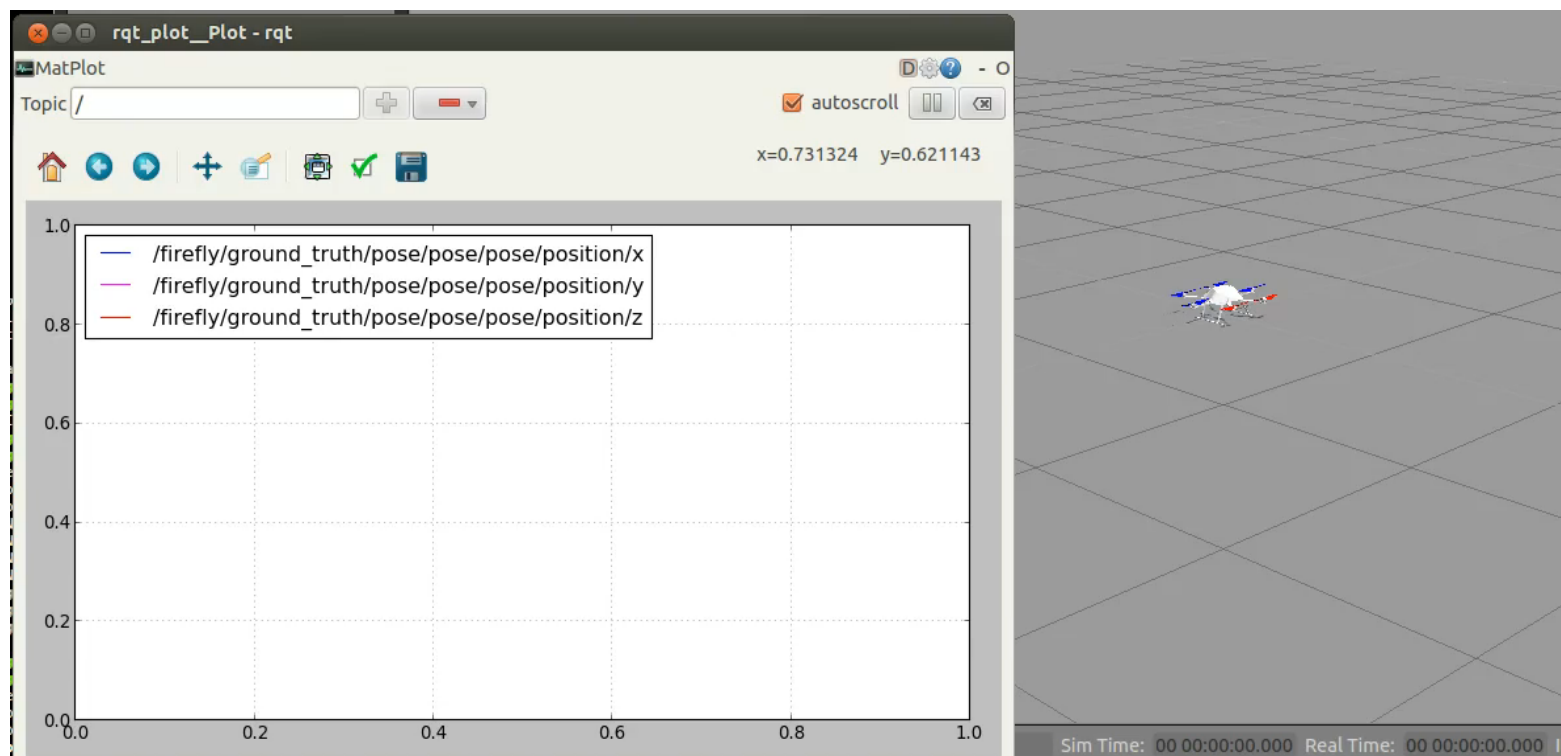 rqt_plot__Plot - rqt
MatPlot D ? - O
Topic / autoscroll
x=0.731324 y=0.621143
1.0
/firefly/ground_truth/pose/pose/pose/position/x
/firefly/ground_truth/pose/pose/pose/position/y
/firefly/ground_truth/pose/pose/pose/position/z
0.8
0.6
0.4
0.2
0.0
0.0 0.2 0.4 0.6 0.8 1.0
Sim Time: 00 00:00:00.000 Real Time: 00 00:00:00.000